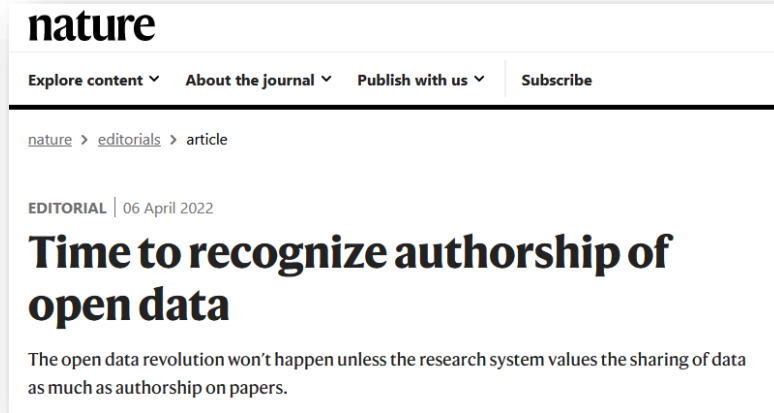 nature
Explore content About the journal Publish with us Subscribe
nature > editorials > article
EDITORIAL | 06 April 2022
Time to recognize authorship of
open data
The open data revolution won't happen unless the research system values the sharing of data
as much as authorship on papers.